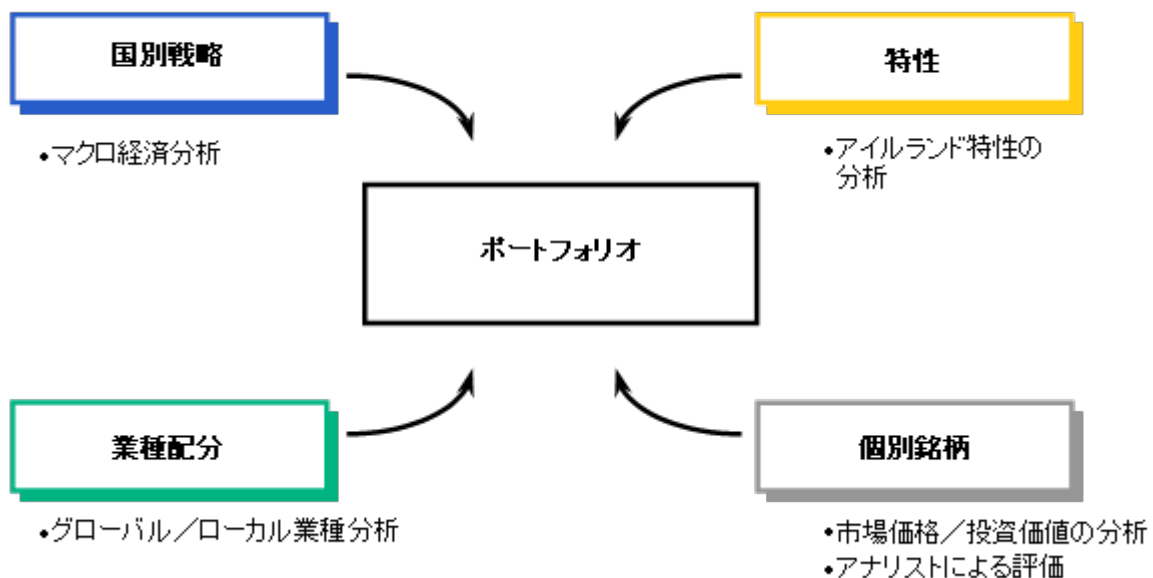 国別戦略
•マクロ経済分析
特性
•アイルランド特性の
分析
ポートフォリオ
業種配分
•グローバル／ローカル業種分析
個別銘柄
•市場価格／投資価値の分析
•アナリストによる評価